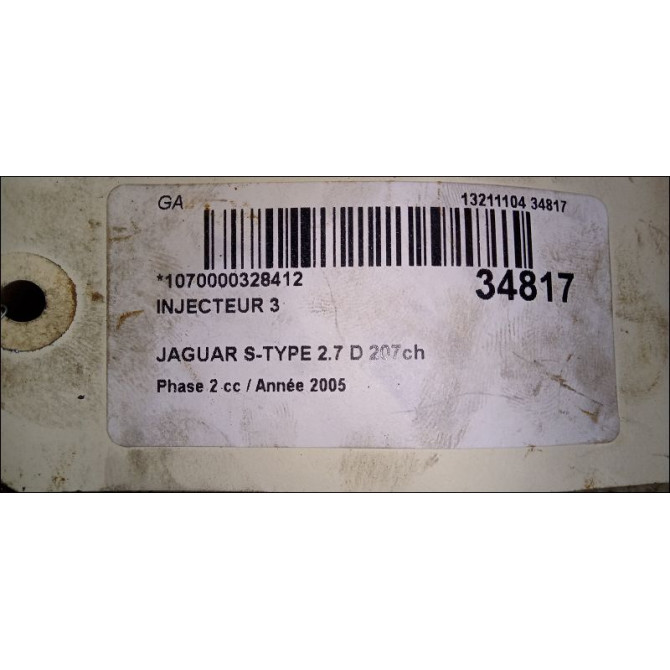 GA
13211104 34817
*1070000328412
34817
INJECTEUR 3
JAGUAR S-TYPE 2.7 D 207ch
Phase 2 cc / Année 2005